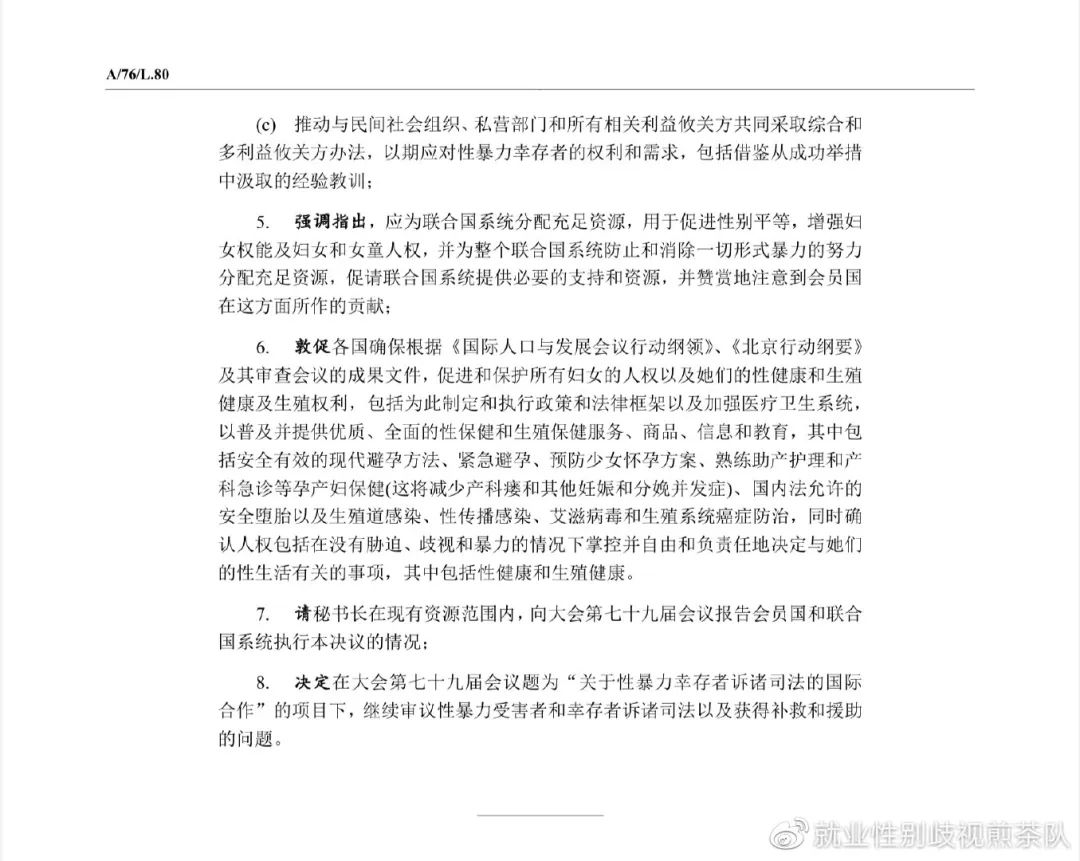 A/76/L.80
(c) 推动与民间社会组织、私营部门和所有相关利益攸关方共同采取综合和
多利益攸关方办法，以期应对性暴力幸存者的权利和需求，包括借鉴从成功举措
中汲取的经验教训；
5. 强调指出，应为联合国系统分配充足资源，用于促进性别平等，增强妇
女权能及妇女和女童人权，并为整个联合国系统防止和消除一切形式暴力的努力
分配充足资源，促请联合国系统提供必要的支持和资源，并赞赏地注意到会员国
在这方面所作的贡献；
6. 敦促各国确保根据《国际人口与发展会议行动纲领》、《北京行动纲要》
及其审查会议的成果文件，促进和保护所有妇女的人权以及她们的性健康和生殖
健康及生殖权利，包括为此制定和执行政策和法律框架以及加强医疗卫生系统，
以普及并提供优质、全面的性保健和生殖保健服务、商品、信息和教育，其中包
括安全有效的现代避孕方法、紧急避孕、预防少女怀孕方案、熟练助产护理和产
科急诊等孕产妇保健(这将减少产科瘘和其他妊娠和分娩并发症)、国内法允许的
安全堕胎以及生殖道感染、性传播感染、艾滋病毒和生殖系统癌症防治，同时确
认人权包括在没有胁迫、歧视和暴力的情况下掌控并自由和负责任地决定与她们
的性生活有关的事项，其中包括性健康和生殖健康。
7. 请秘书长在现有资源范围内，向大会第七十九届会议报告会员国和联合
国系统执行本决议的情况；
8. 决定在大会第七十九届会议题为“关于性暴力幸存者诉诸司法的国际
合作”的项目下，继续审议性暴力受害者和幸存者诉诸司法以及获得补救和援助
的问题。
就业性别歧视煎茶队